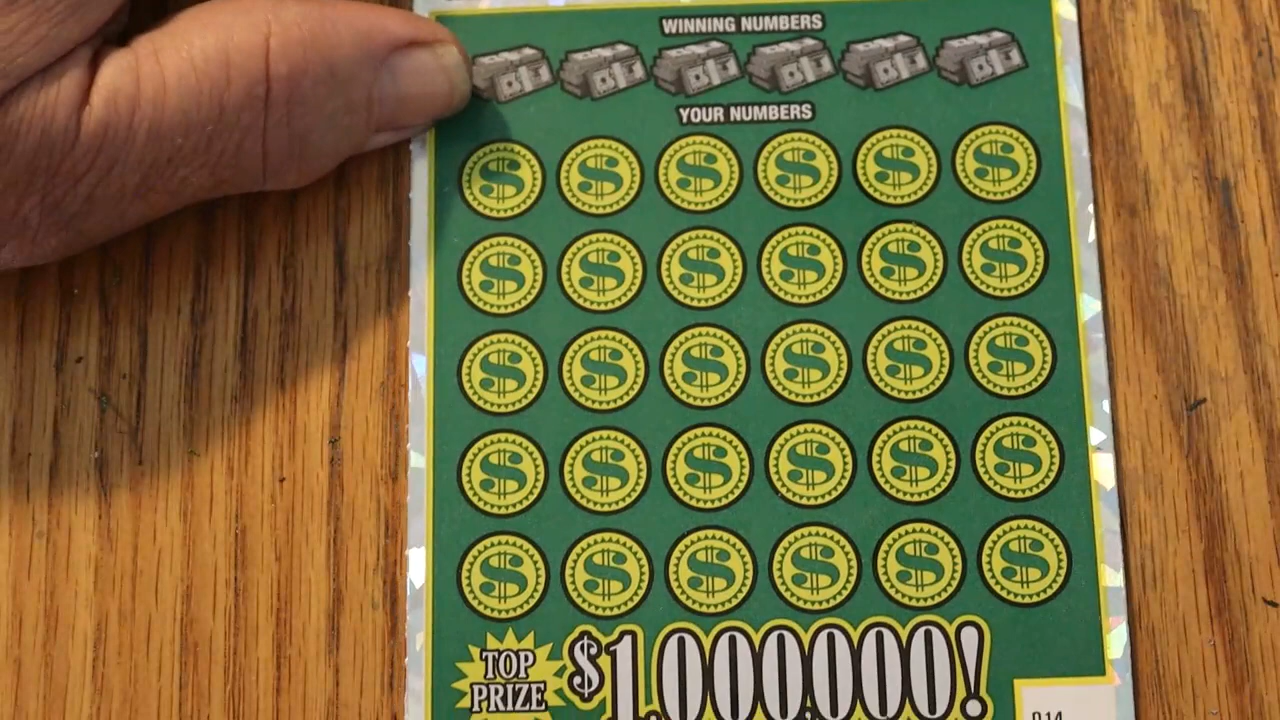 WINNING NUMBERS
YOUR NUMBERS
TOP
PRIZE
$1,000,000!